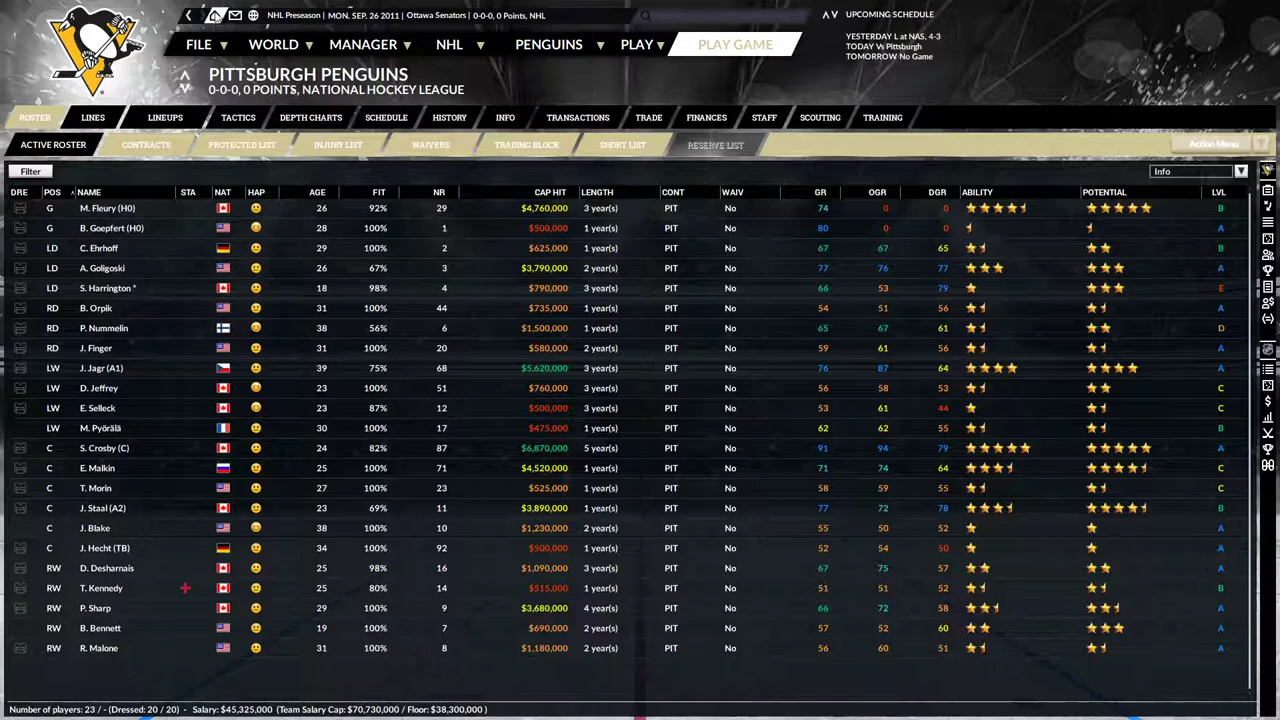 NHL Preseason | MON. SEP. 26 2011 | Ottawa Senators | 0-0-0, 0 Points, NHL
UPCOMING SCHEDULE
YESTERDAY L at NAS, 4-3
TODAY Vs Pittsburgh
TOMORROW No Game
FILE WORLD MANAGER NHL PENGUINS PLAY PLAY GAME
PITTSBURGH PENGUINS
0-0-0, 0 POINTS, NATIONAL HOCKEY LEAGUE
ROSTER LINES LINEUPS TACTICS DEPTH CHARTS SCHEDULE HISTORY INFO TRANSACTIONS TRADE FINANCES STAFF SCOUTING TRAINING
ACTIVE ROSTER CONTRACTS PROTECTED LIST INJURY LIST WAIVERS TRADING BLOCK SHORT LIST RESERVE LIST Action Menu ?
Filter Info
DRE POS NAME STA NAT HAP AGE FIT NR CAP HIT LENGTH CONT WAIV GR OGR DGR ABILITY POTENTIAL LVL
G M. Fleury (H0) 26 92% 29 $4,760,000 3 year(s) PIT No 74 0 0 B
G B. Goepfert (H0) 28 100% 1 $500,000 1 year(s) PIT No 80 0 0 A
LD C. Ehrhoff 29 100% 2 $625,000 1 year(s) PIT No 67 67 65 B
LD A. Goligoski 26 67% 3 $3,790,000 2 year(s) PIT No 77 76 77 A
LD S. Harrington * 18 98% 4 $790,000 3 year(s) PIT No 66 53 79 E
RD B. Orpik 31 100% 44 $735,000 1 year(s) PIT No 54 51 56 A
RD P. Nummelin 38 56% 6 $1,500,000 1 year(s) PIT No 65 67 61 D
RD J. Finger 31 100% 20 $580,000 2 year(s) PIT No 59 61 56 A
LW J. Jagr (A1) 39 75% 68 $5,620,000 3 year(s) PIT No 76 87 64 A
LW D. Jeffrey 23 100% 51 $760,000 3 year(s) PIT No 56 58 53 C
LW E. Selleck 23 87% 12 $500,000 3 year(s) PIT No 53 61 44 C
LW M. Pyörälä 30 100% 17 $475,000 1 year(s) PIT No 62 62 55 B
C S. Crosby (C) 24 82% 87 $6,870,000 5 year(s) PIT No 91 94 79 A
C E. Malkin 25 100% 71 $4,520,000 1 year(s) PIT No 71 74 64 C
C T. Morin 27 100% 23 $525,000 1 year(s) PIT No 58 59 55 C
C J. Staal (A2) 23 69% 11 $3,890,000 1 year(s) PIT No 77 72 78 B
C J. Blake 38 100% 10 $1,230,000 2 year(s) PIT No 55 50 52 A
C J. Hecht (TB) 34 100% 92 $500,000 1 year(s) PIT No 52 54 50 A
RW D. Desharnais 25 98% 16 $1,090,000 3 year(s) PIT No 67 75 57 A
RW T. Kennedy 25 80% 14 $515,000 1 year(s) PIT No 51 51 52 B
RW P. Sharp 29 100% 9 $3,680,000 4 year(s) PIT No 66 72 58 A
RW B. Bennett 19 100% 7 $690,000 2 year(s) PIT No 57 52 60 A
RW R. Malone 31 100% 8 $1,180,000 2 year(s) PIT No 56 60 51 A
Number of players: 23 / - (Dressed: 20 / 20) - Salary: $45,325,000 (Team Salary Cap: $70,730,000 / Floor: $38,300,000 )